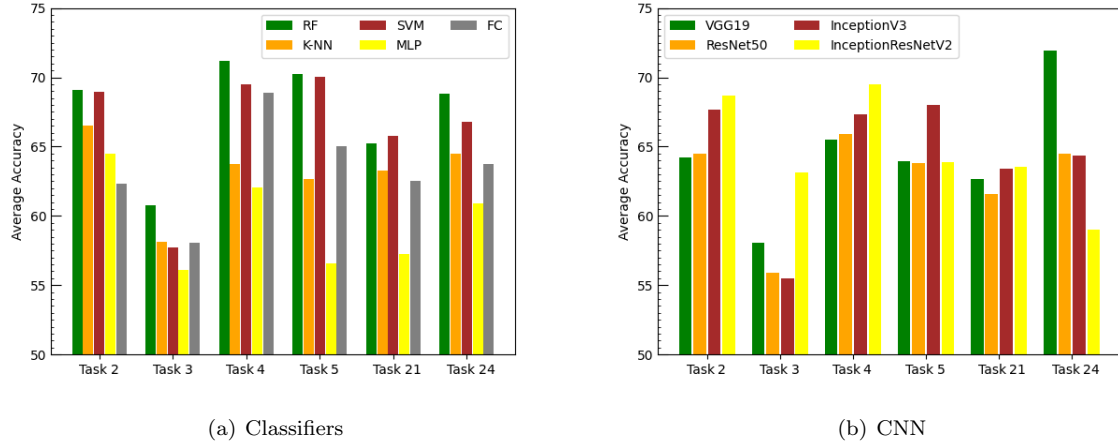 75
70
65
60
55
50
Average Accuracy
RF
K-NN
SVM
MLP
FC
Task 2 Task 3 Task 4 Task 5 Task 21 Task 24
(a) Classifiers
75
70
65
60
55
50
Average Accuracy
VGG19
ResNet50
InceptionV3
InceptionResNetV2
Task 2 Task 3 Task 4 Task 5 Task 21 Task 24
(b) CNN